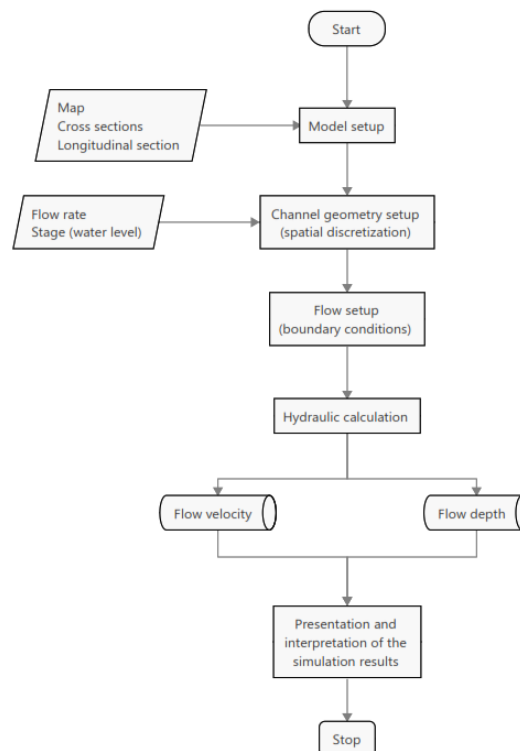 Start
Map
Cross sections
Longitudinal section
Model setup
Flow rate
Stage (water level)
Channel geometry setup
(spatial discretization)
Flow setup
(boundary conditions)
Hydraulic calculation
Flow velocity
Flow depth
Presentation and
interpretation of the
simulation results
Stop